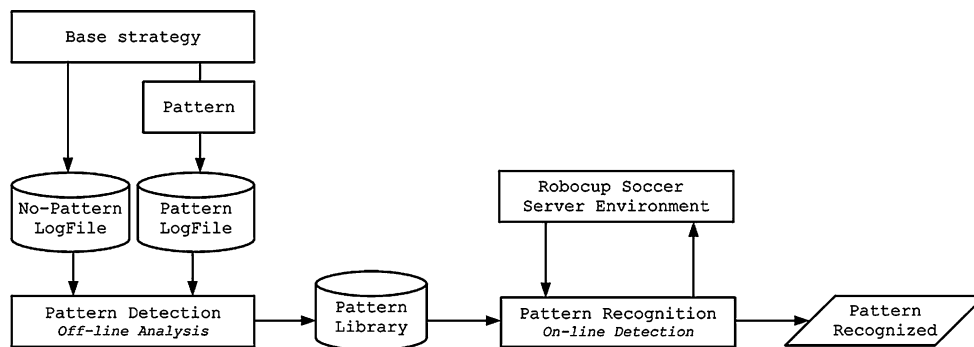 Base strategy
Pattern
No-Pattern
LogFile
Pattern
LogFile
Robocup Soccer
Server Environment
Pattern Detection
Off-line Analysis
Pattern
Library
Pattern Recognition
On-line Detection
Pattern
Recognized